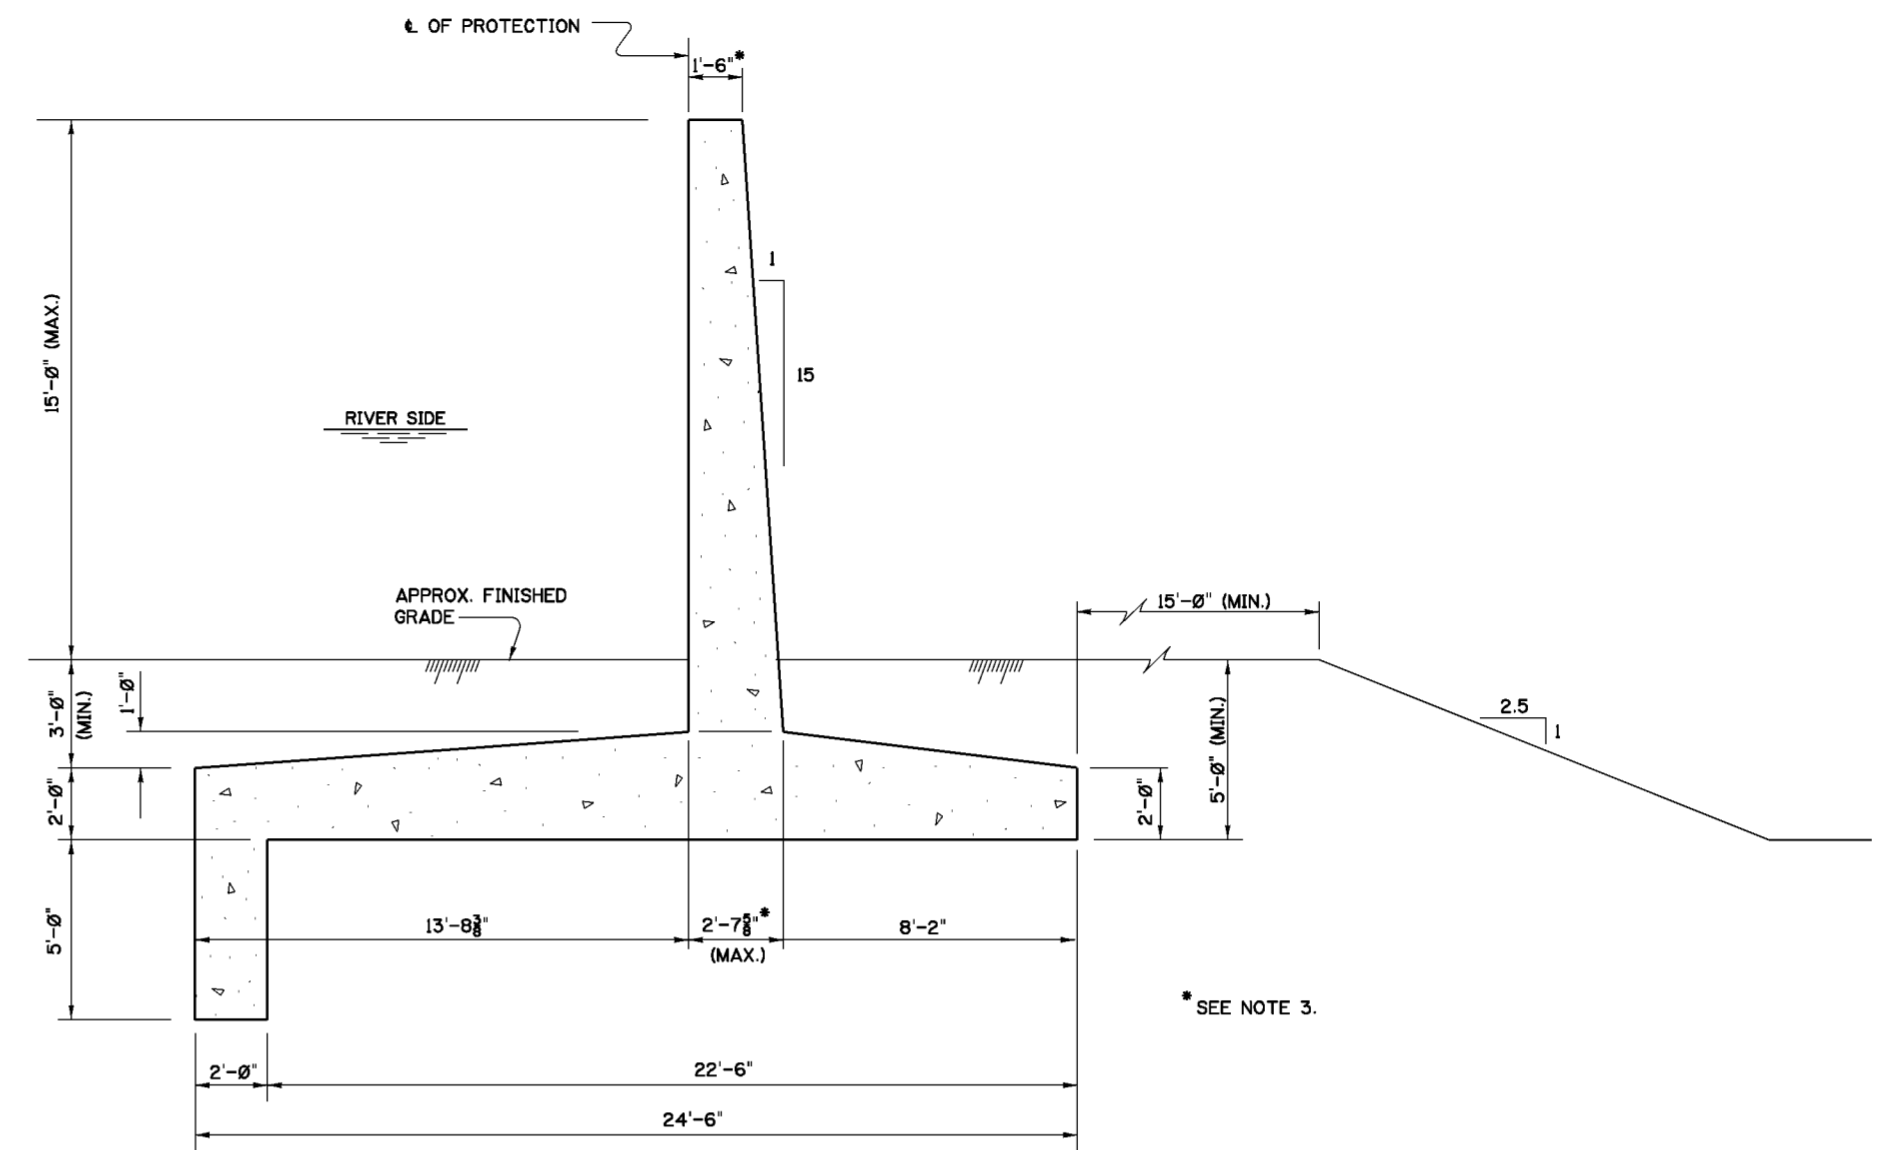 ℄ OF PROTECTION
1'-6"*
1
15
15'-0" (MAX.)
RIVER SIDE
APPROX. FINISHED
GRADE
15'-0" (MIN.)
3'-0"
(MIN.)
1'-0"
2.5
1
2'-0"
2'-0"
5'-0" (MIN.)
5'-0"
13'-8⅜"
2'-7⅝"*
(MAX.)
8'-2"
*SEE NOTE 3.
2'-0"
22'-6"
24'-6"